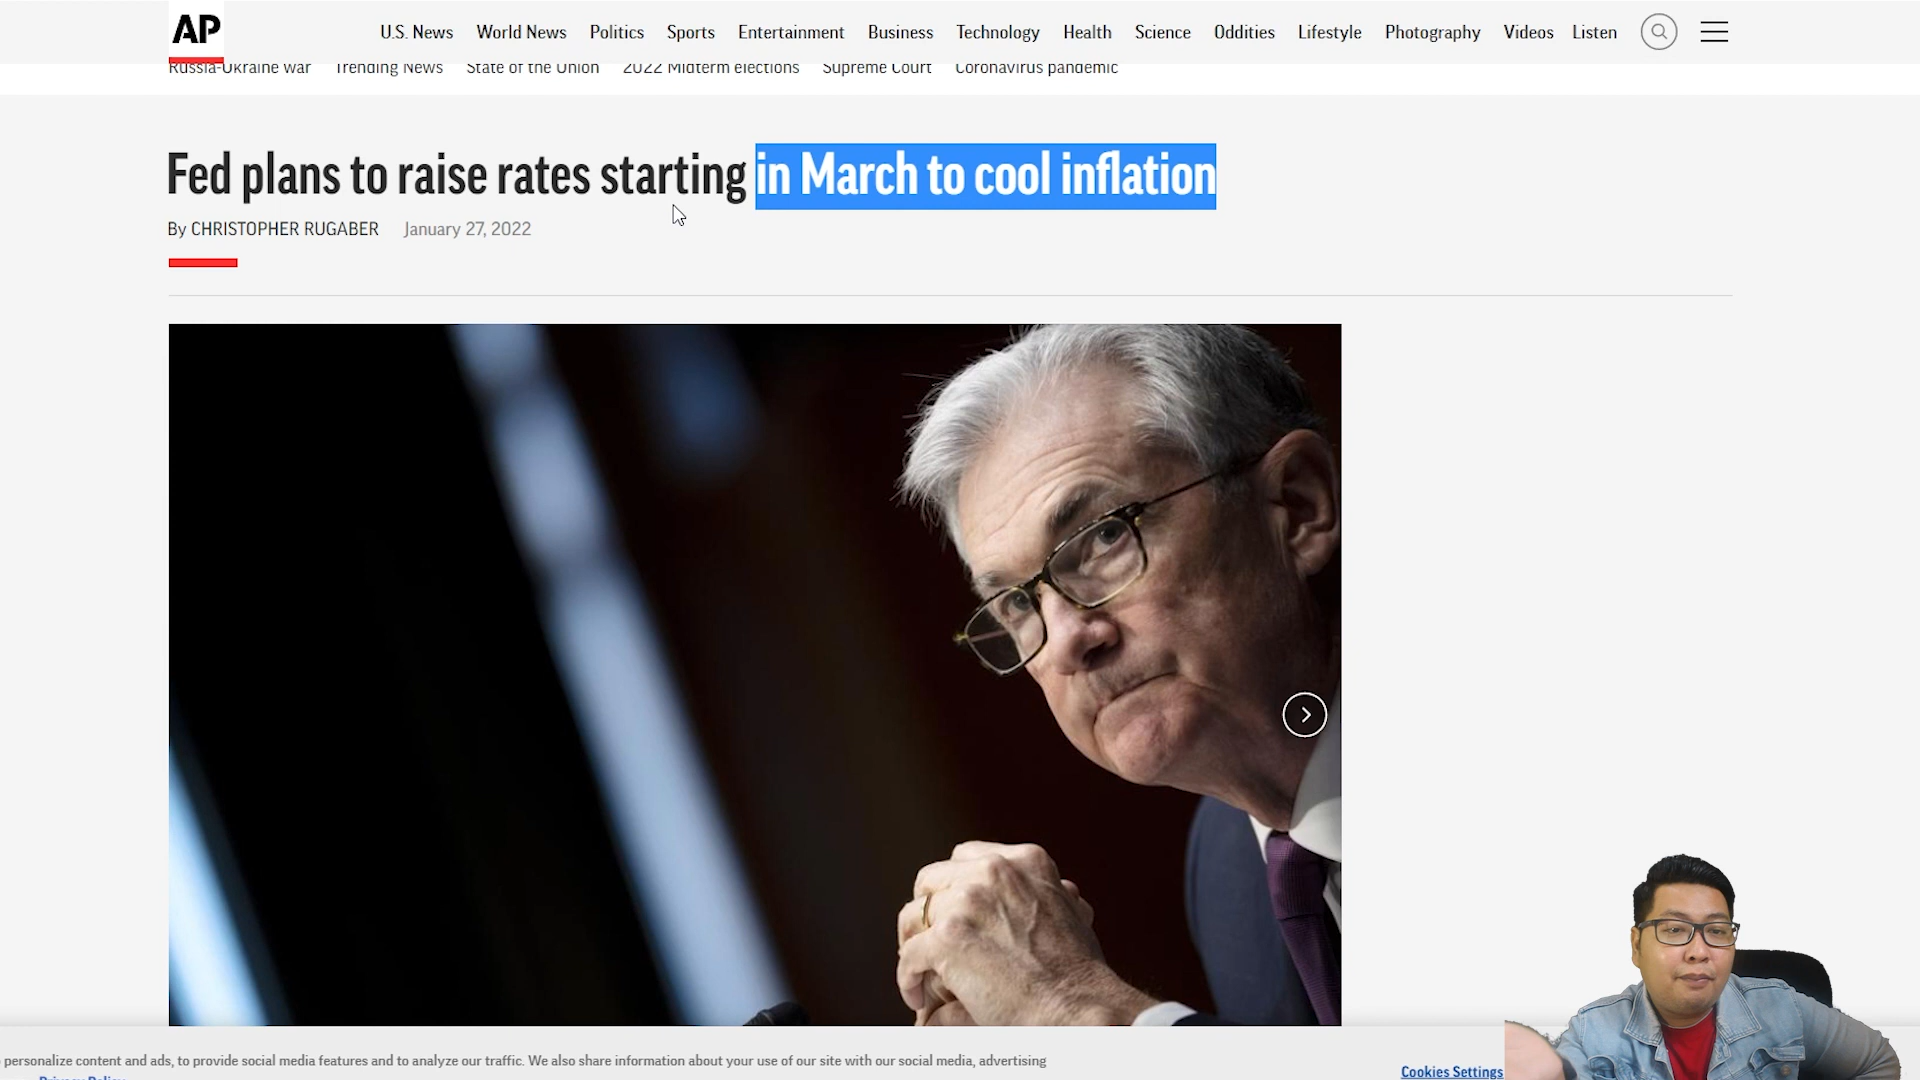 AP
U.S. News World News Politics Sports Entertainment Business Technology Health Science Oddities Lifestyle Photography Videos Listen
Russia-Ukraine war Trending News State of the Union 2022 Midterm elections Supreme Court Coronavirus pandemic
Fed plans to raise rates starting in March to cool inflation
By CHRISTOPHER RUGABER January 27, 2022
personalize content and ads, to provide social media features and to analyze our traffic. We also share information about your use of our site with our social media, advertising
Privacy Policy
Cookies Settings